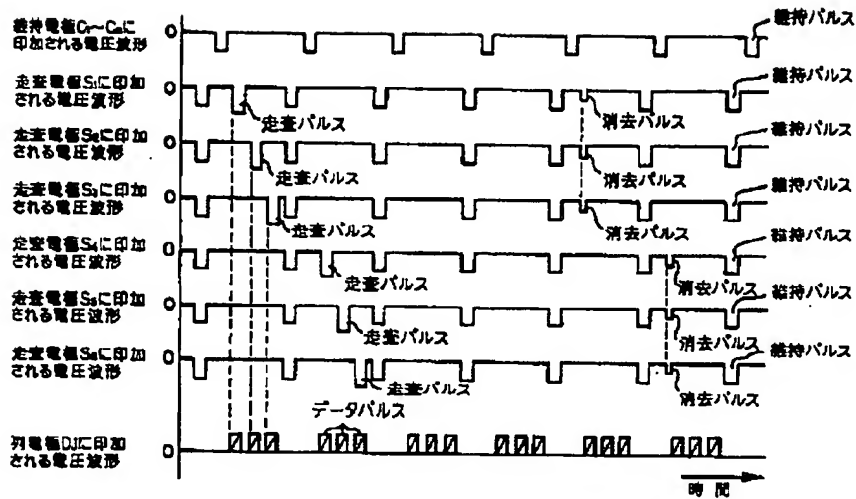 維持電極C₁〜Cₘに
印加される電圧波形
0
維持パルス
走査電極S₁に印加
される電圧波形
0
走査パルス
消去パルス
維持パルス
走査電極S₂に印加
される電圧波形
0
走査パルス
消去パルス
維持パルス
走査電極S₃に印加
される電圧波形
0
走査パルス
消去パルス
維持パルス
走査電極S₄に印加
される電圧波形
0
走査パルス
消去パルス
維持パルス
走査電極S₅に印加
される電圧波形
0
走査パルス
消去パルス
維持パルス
走査電極S₆に印加
される電圧波形
0
走査パルス
消去パルス
維持パルス
データパルス
列電極DJに印加
される電圧波形
0
時間